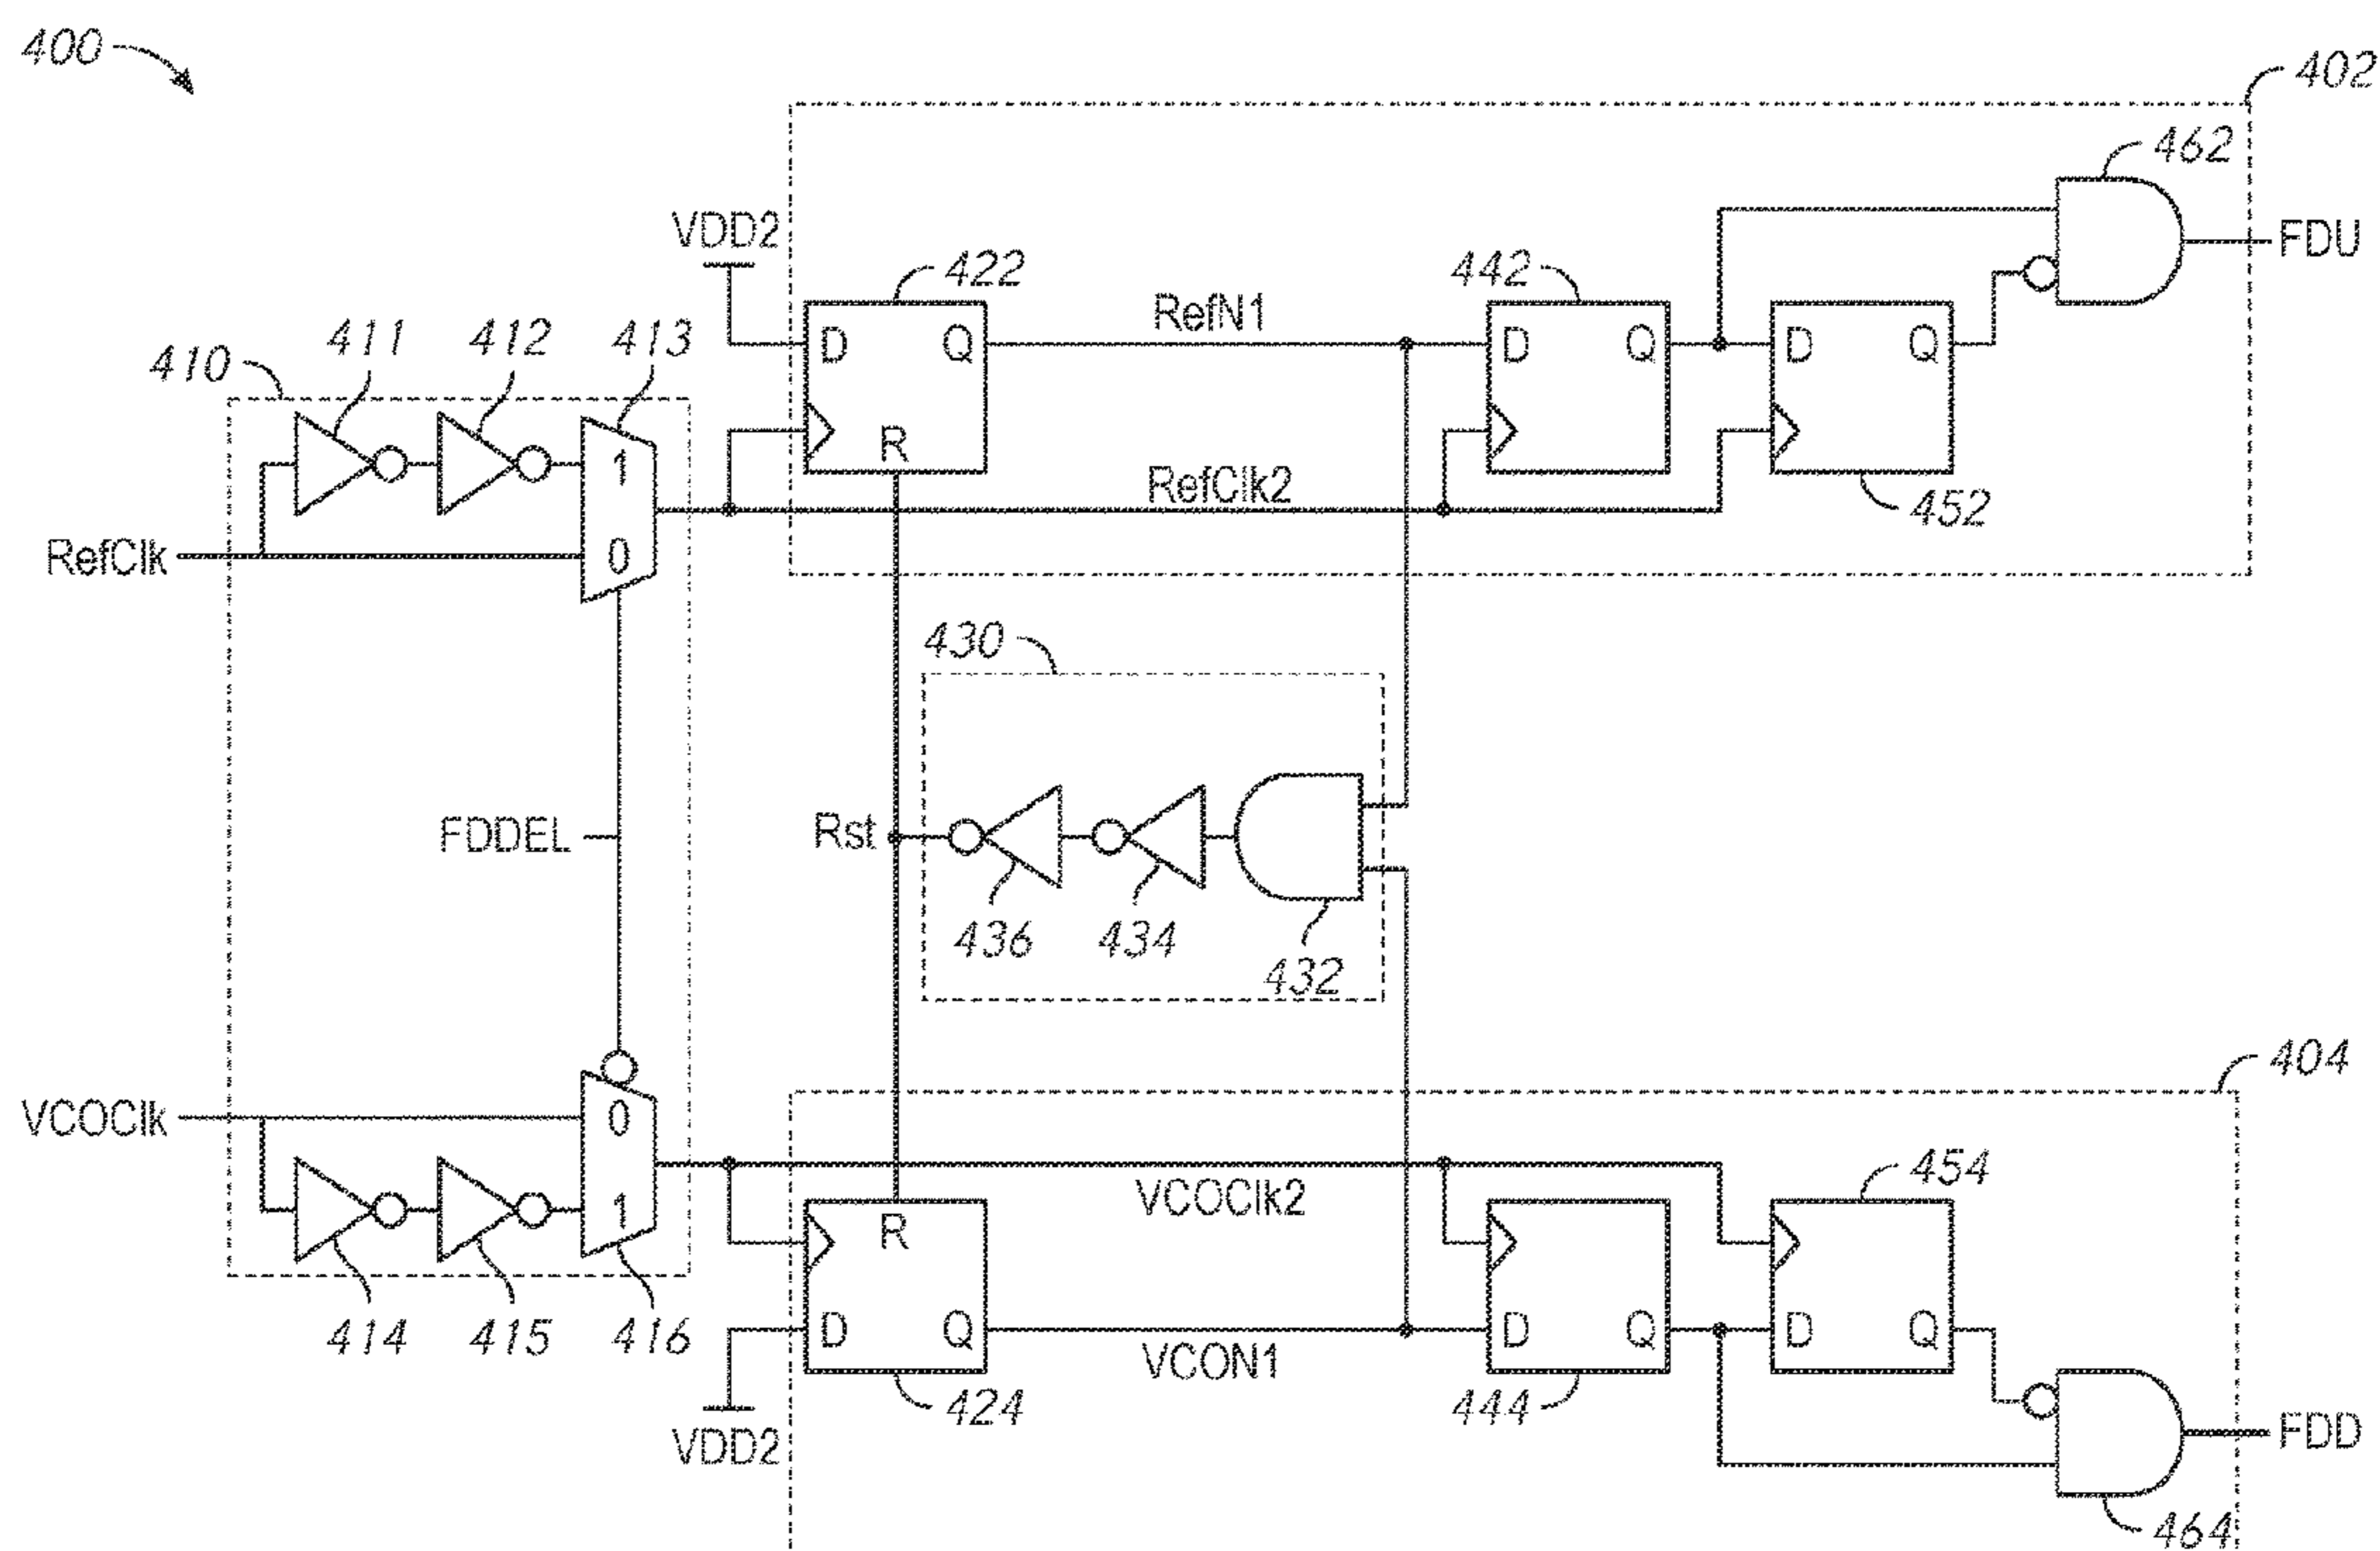 400
402
462
VDD2
FDU
422
442
RefN1
411
412
413
410
D
Q
D
Q
D
Q
R
1
RefClk2
452
RefClk
0
430
FDDEL
Rst
436
434
432
404
VCOClk
0
454
VCOClk2
1
R
414
415
416
D
Q
D
Q
D
Q
VCON1
424
444
VDD2
FDD
464